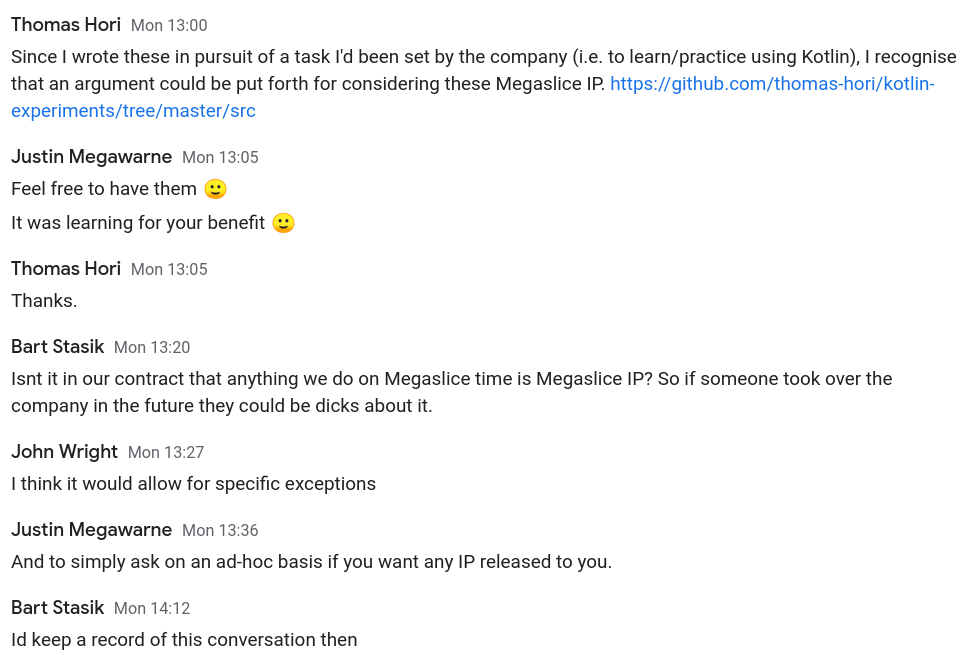 Thomas Hori Mon 13:00
Since I wrote these in pursuit of a task I'd been set by the company (i.e. to learn/practice using Kotlin), I recognise
that an argument could be put forth for considering these Megaslice IP. https://github.com/thomas-hori/kotlin-
experiments/tree/master/src
Justin Megawarne Mon 13:05
Feel free to have them 🙂
It was learning for your benefit 🙂
Thomas Hori Mon 13:05
Thanks.
Bart Stasik Mon 13:20
Isnt it in our contract that anything we do on Megaslice time is Megaslice IP? So if someone took over the
company in the future they could be dicks about it.
John Wright Mon 13:27
I think it would allow for specific exceptions
Justin Megawarne Mon 13:36
And to simply ask on an ad-hoc basis if you want any IP released to you.
Bart Stasik Mon 14:12
Id keep a record of this conversation then